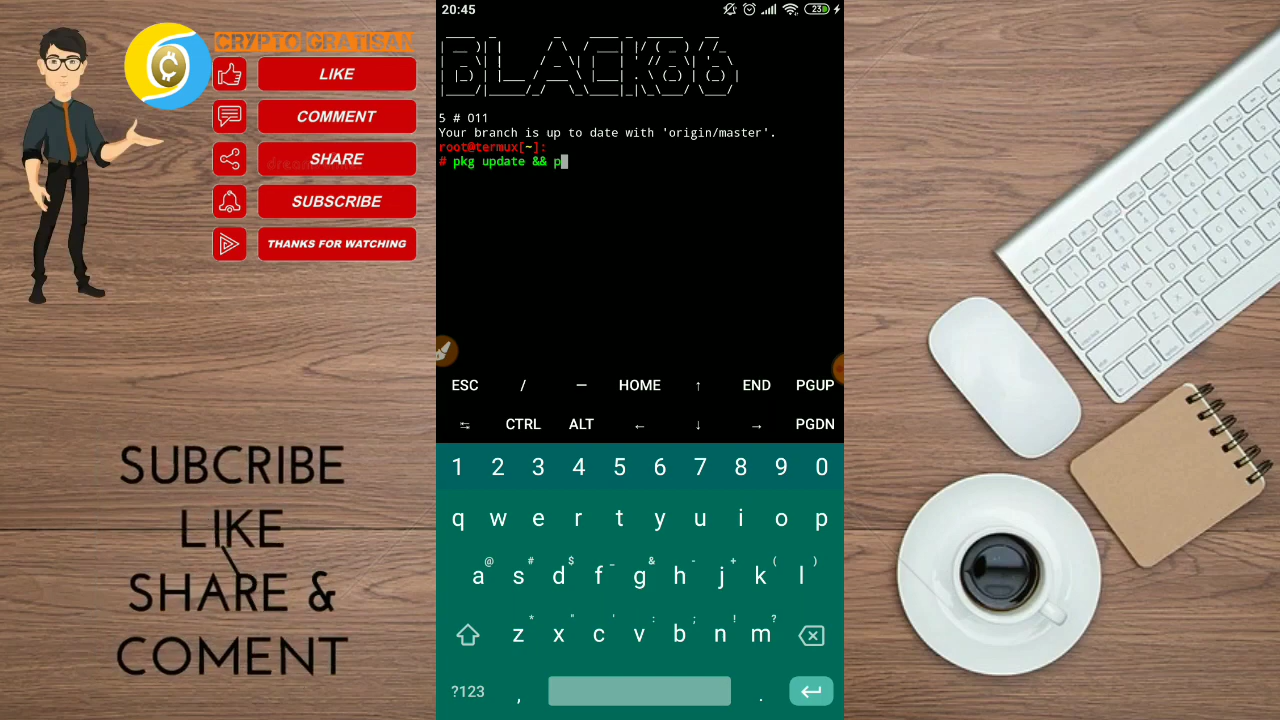 CRYPTO GRATISAN
LIKE
COMMENT
SHARE
SUBSCRIBE
THANKS FOR WATCHING
SUBCRIBE
LIKE
SHARE &
COMENT
20:45
23
BLACK86
5 # 011
Your branch is up to date with 'origin/master'.
root@termux[~]:
# pkg update && p
ESC / — HOME ↑ END PGUP
⇆ CTRL ALT ← ↓ → PGDN
1 2 3 4 5 6 7 8 9 0
q w e r t y u i o p
@ # $ _ & - + ( )
a s d f g h j k l
* " ' : ; ! ?
z x c v b n m
?123 , .